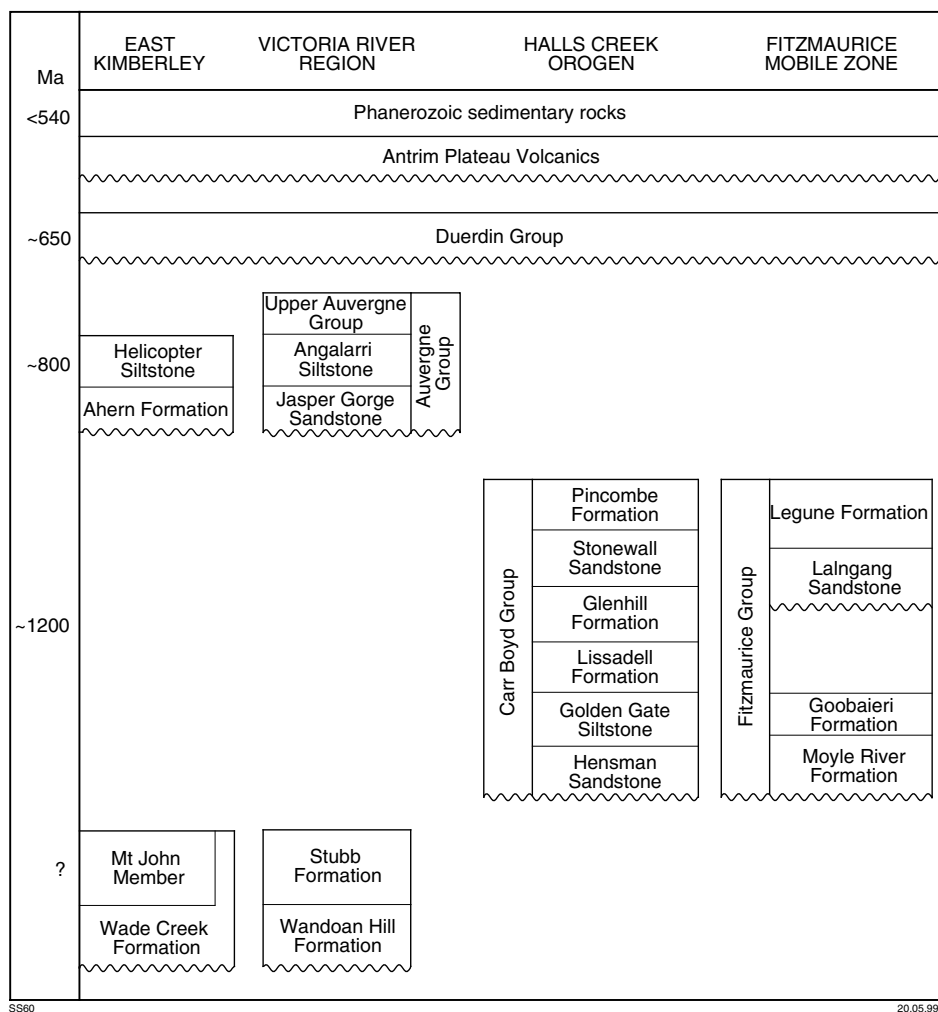 Ma
EAST
KIMBERLEY
VICTORIA RIVER
REGION
HALLS CREEK
OROGEN
FITZMAURICE
MOBILE ZONE
<540
Phanerozoic sedimentary rocks
Antrim Plateau Volcanics
~650
Duerdin Group
~800
Helicopter
Siltstone
Ahern Formation
Upper Auvergne
Group
Angalarri
Siltstone
Jasper Gorge
Sandstone
Auvergne
Group
~1200
Carr Boyd Group
Pincombe
Formation
Stonewall
Sandstone
Glenhill
Formation
Lissadell
Formation
Golden Gate
Siltstone
Hensman
Sandstone
Fitzmaurice Group
Legune Formation
Lalngang
Sandstone
Goobaieri
Formation
Moyle River
Formation
?
Mt John
Member
Wade Creek
Formation
Stubb
Formation
Wandoan Hill
Formation
SS60
20.05.99